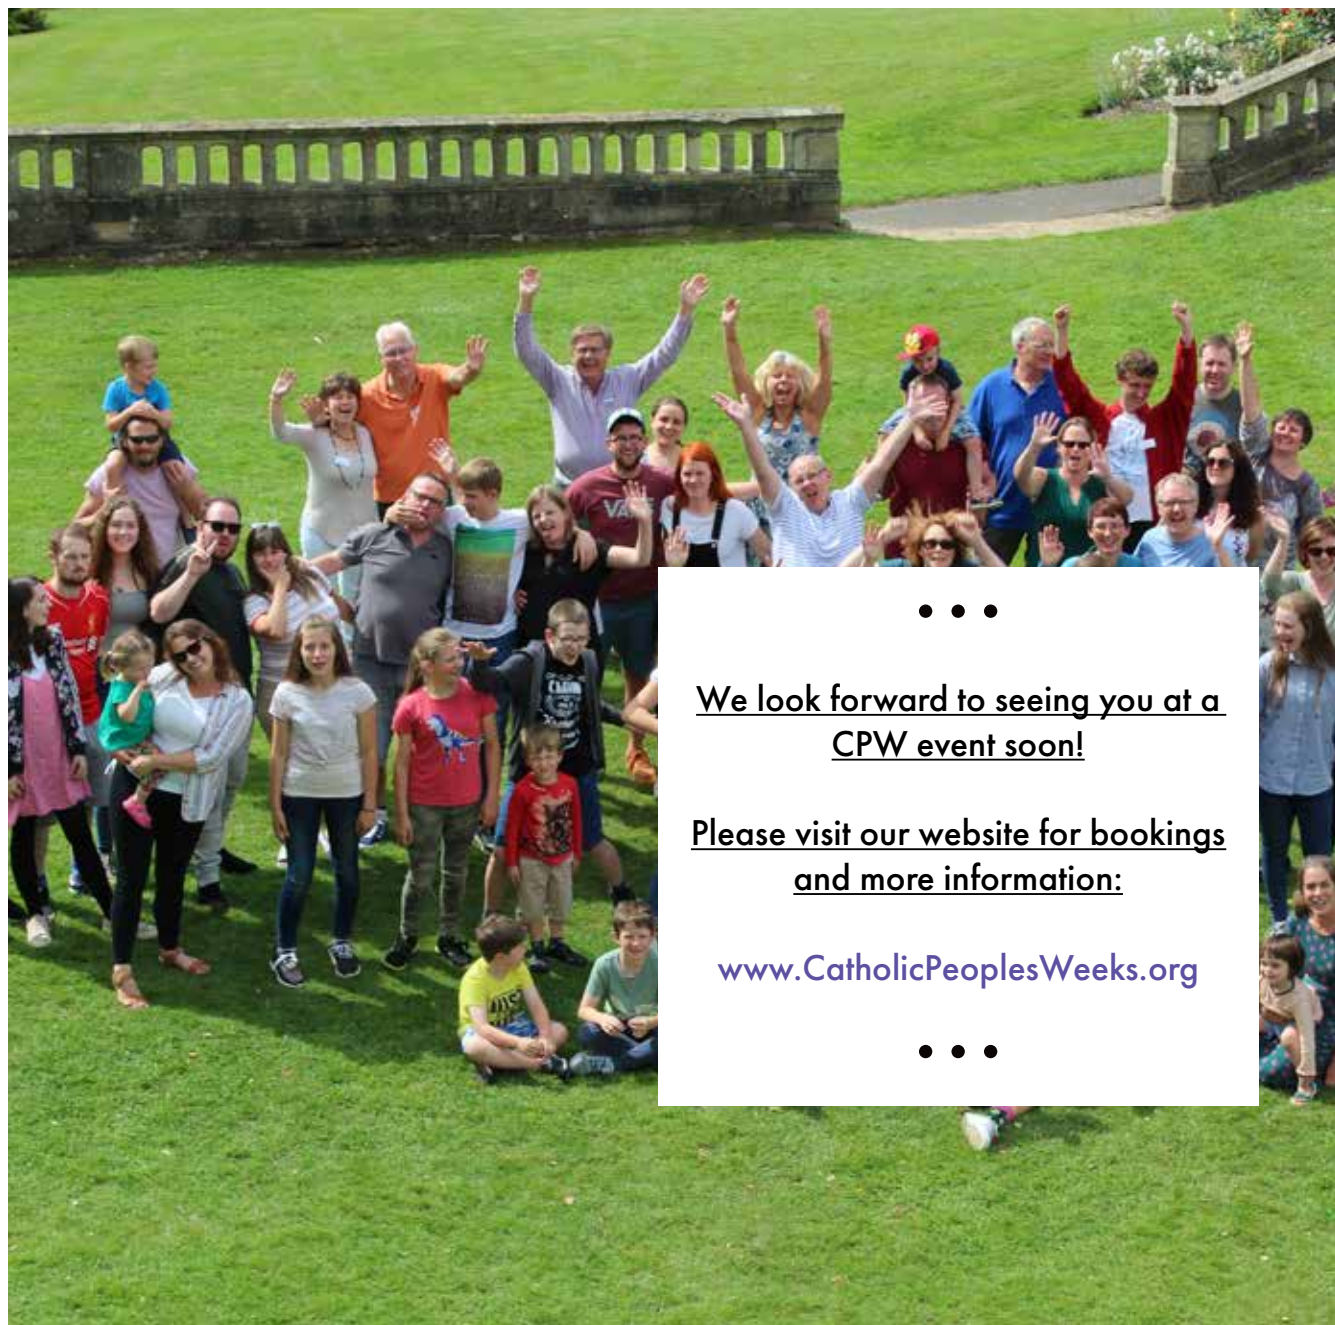 • • •
We look forward to seeing you at a
CPW event soon!
Please visit our website for bookings
and more information:
www.CatholicPeoplesWeeks.org
• • •